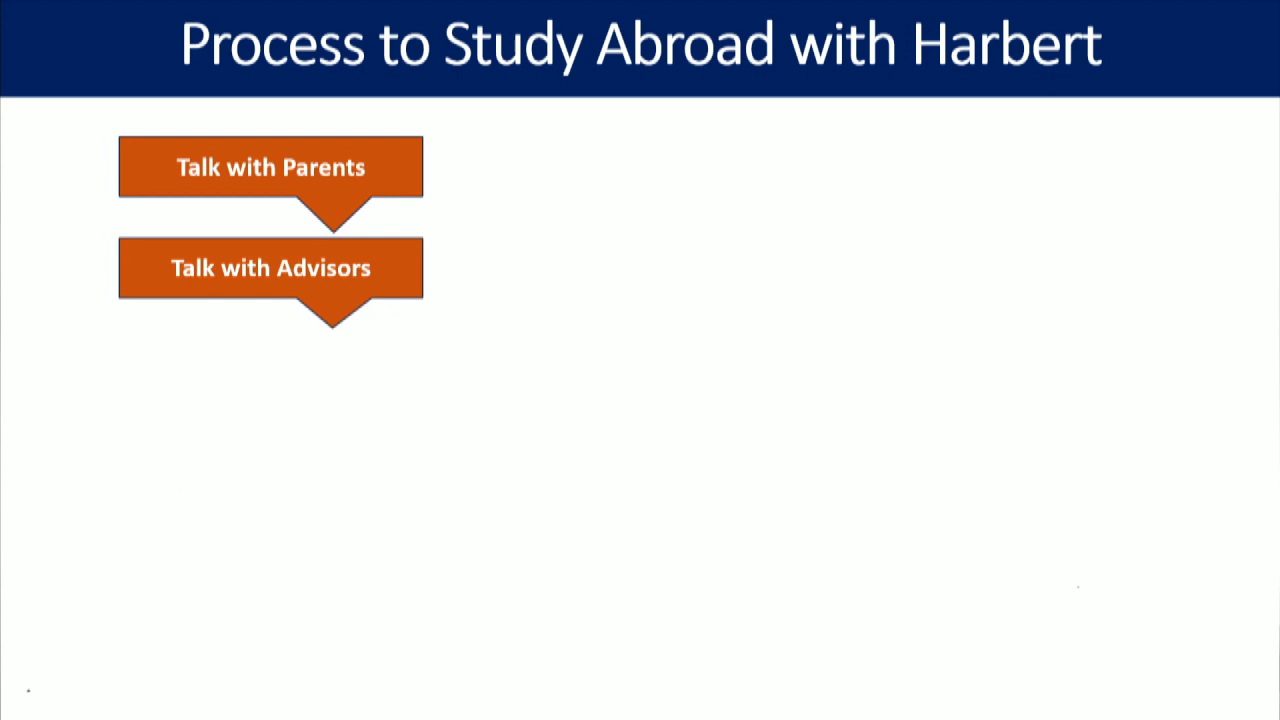 Process to Study Abroad with Harbert
Talk with Parents
Talk with Advisors